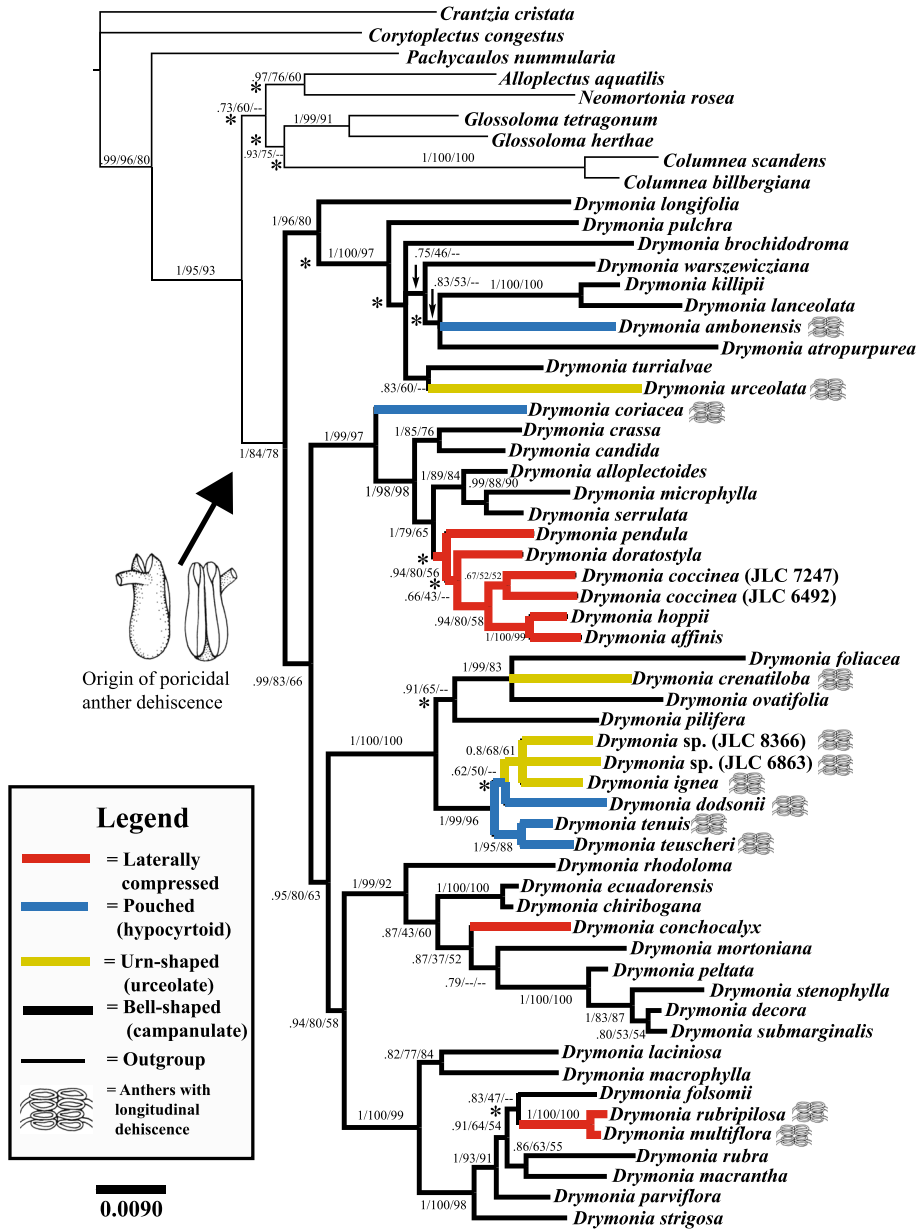 Crantzia cristata
Corytoplectus congestus
Pachycaulos nummularia
.97/76/60
Alloplectus aquatilis
*
Neomortonia rosea
.73/60/--
*
1/99/91
Glossoloma tetragonum
*
Glossoloma herthae
.93/75/--
*
1/100/100
Columnea scandens
.99/96/80
Columnea billbergiana
Drymonia longifolia
1/96/80
Drymonia pulchra
1/100/97
*
.75/46/--
Drymonia brochidodroma
1/95/93
.83/53/--
Drymonia warszewicziana
1/100/100
Drymonia killipii
*
Drymonia lanceolata
*
Drymonia ambonensis
Drymonia atropurpurea
Drymonia turrialvae
.83/60/--
Drymonia urceolata
Drymonia coriacea
1/99/97
1/85/76
Drymonia crassa
1/84/78
Drymonia candida
1/89/84
Drymonia alloplectoides
1/98/98
.99/88/90
Drymonia microphylla
Drymonia serrulata
1/79/65
Drymonia pendula
*
Drymonia doratostyla
.94/80/56
*
.67/52/52
Drymonia coccinea (JLC 7247)
.66/43/--
Drymonia coccinea (JLC 6492)
.94/80/58
Drymonia hoppii
1/100/99
Drymonia affinis
Origin of poricidal
anther dehiscence
.99/83/66
1/99/83
Drymonia foliacea
.91/65/--
Drymonia crenatiloba
*
Drymonia ovatifolia
Drymonia pilifera
1/100/100
0.8/68/61
Drymonia sp. (JLC 8366)
.62/50/--
Drymonia sp. (JLC 6863)
*
Drymonia ignea
1/99/96
Drymonia dodsonii
Drymonia tenuis
1/95/88
Drymonia teuscheri
.95/80/63
1/99/92
Drymonia rhodoloma
1/100/100
Drymonia ecuadorensis
Drymonia chiribogana
.87/43/60
Drymonia conchocalyx
.87/37/52
Drymonia mortoniana
.79/--/--
Drymonia peltata
1/100/100
Drymonia stenophylla
1/83/87
Drymonia decora
.80/53/54
Drymonia submarginalis
.94/80/58
.82/77/84
Drymonia laciniosa
Drymonia macrophylla
1/100/99
.83/47/--
Drymonia folsomii
*
1/100/100
Drymonia rubripilosa
.91/64/54
Drymonia multiflora
.86/63/55
Drymonia rubra
1/93/91
Drymonia macrantha
Drymonia parviflora
1/100/98
Drymonia strigosa
Legend
= Laterally
compressed
= Pouched
(hypocyrtoid)
= Urn-shaped
(urceolate)
= Bell-shaped
(campanulate)
= Outgroup
= Anthers with
longitudinal
dehiscence
0.0090